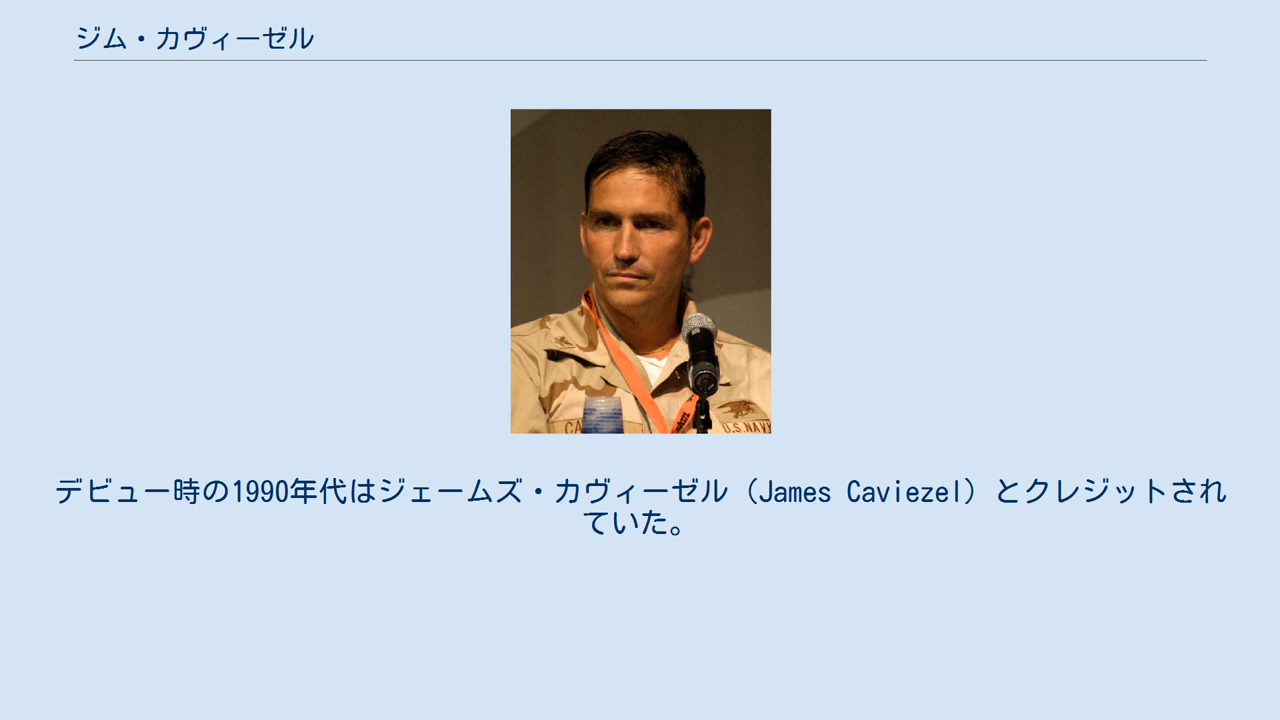 ジム・カヴィーゼル
CA
U.S.NAVY
デビュー時の1990年代はジェームズ・カヴィーゼル（James Caviezel）とクレジットされ
ていた。